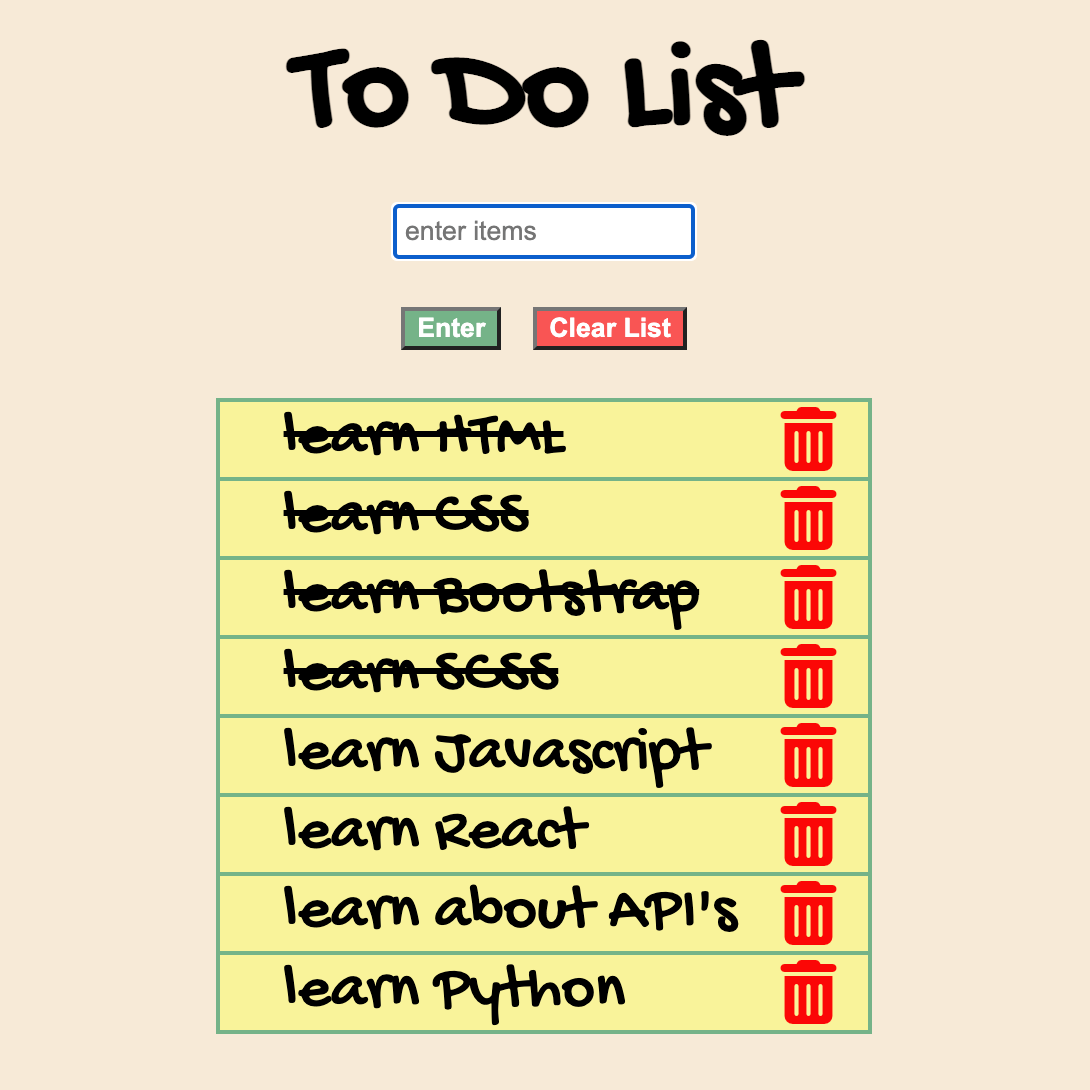 To Do List
enter items
Enter Clear List
learn HTML
learn CSS
learn Bootstrap
learn SCSS
learn Javascript
learn React
learn about API's
learn Python